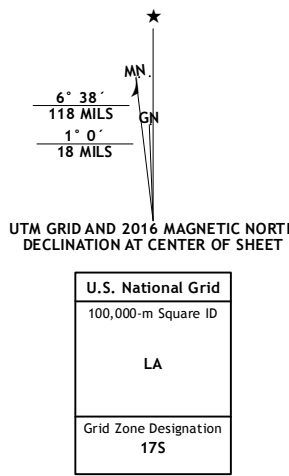 ★
MN
6° 38´
118 MILS
GN
1° 0´
18 MILS
UTM GRID AND 2016 MAGNETIC NORTH
DECLINATION AT CENTER OF SHEET
U.S. National Grid
100,000-m Square ID
LA
Grid Zone Designation
17S